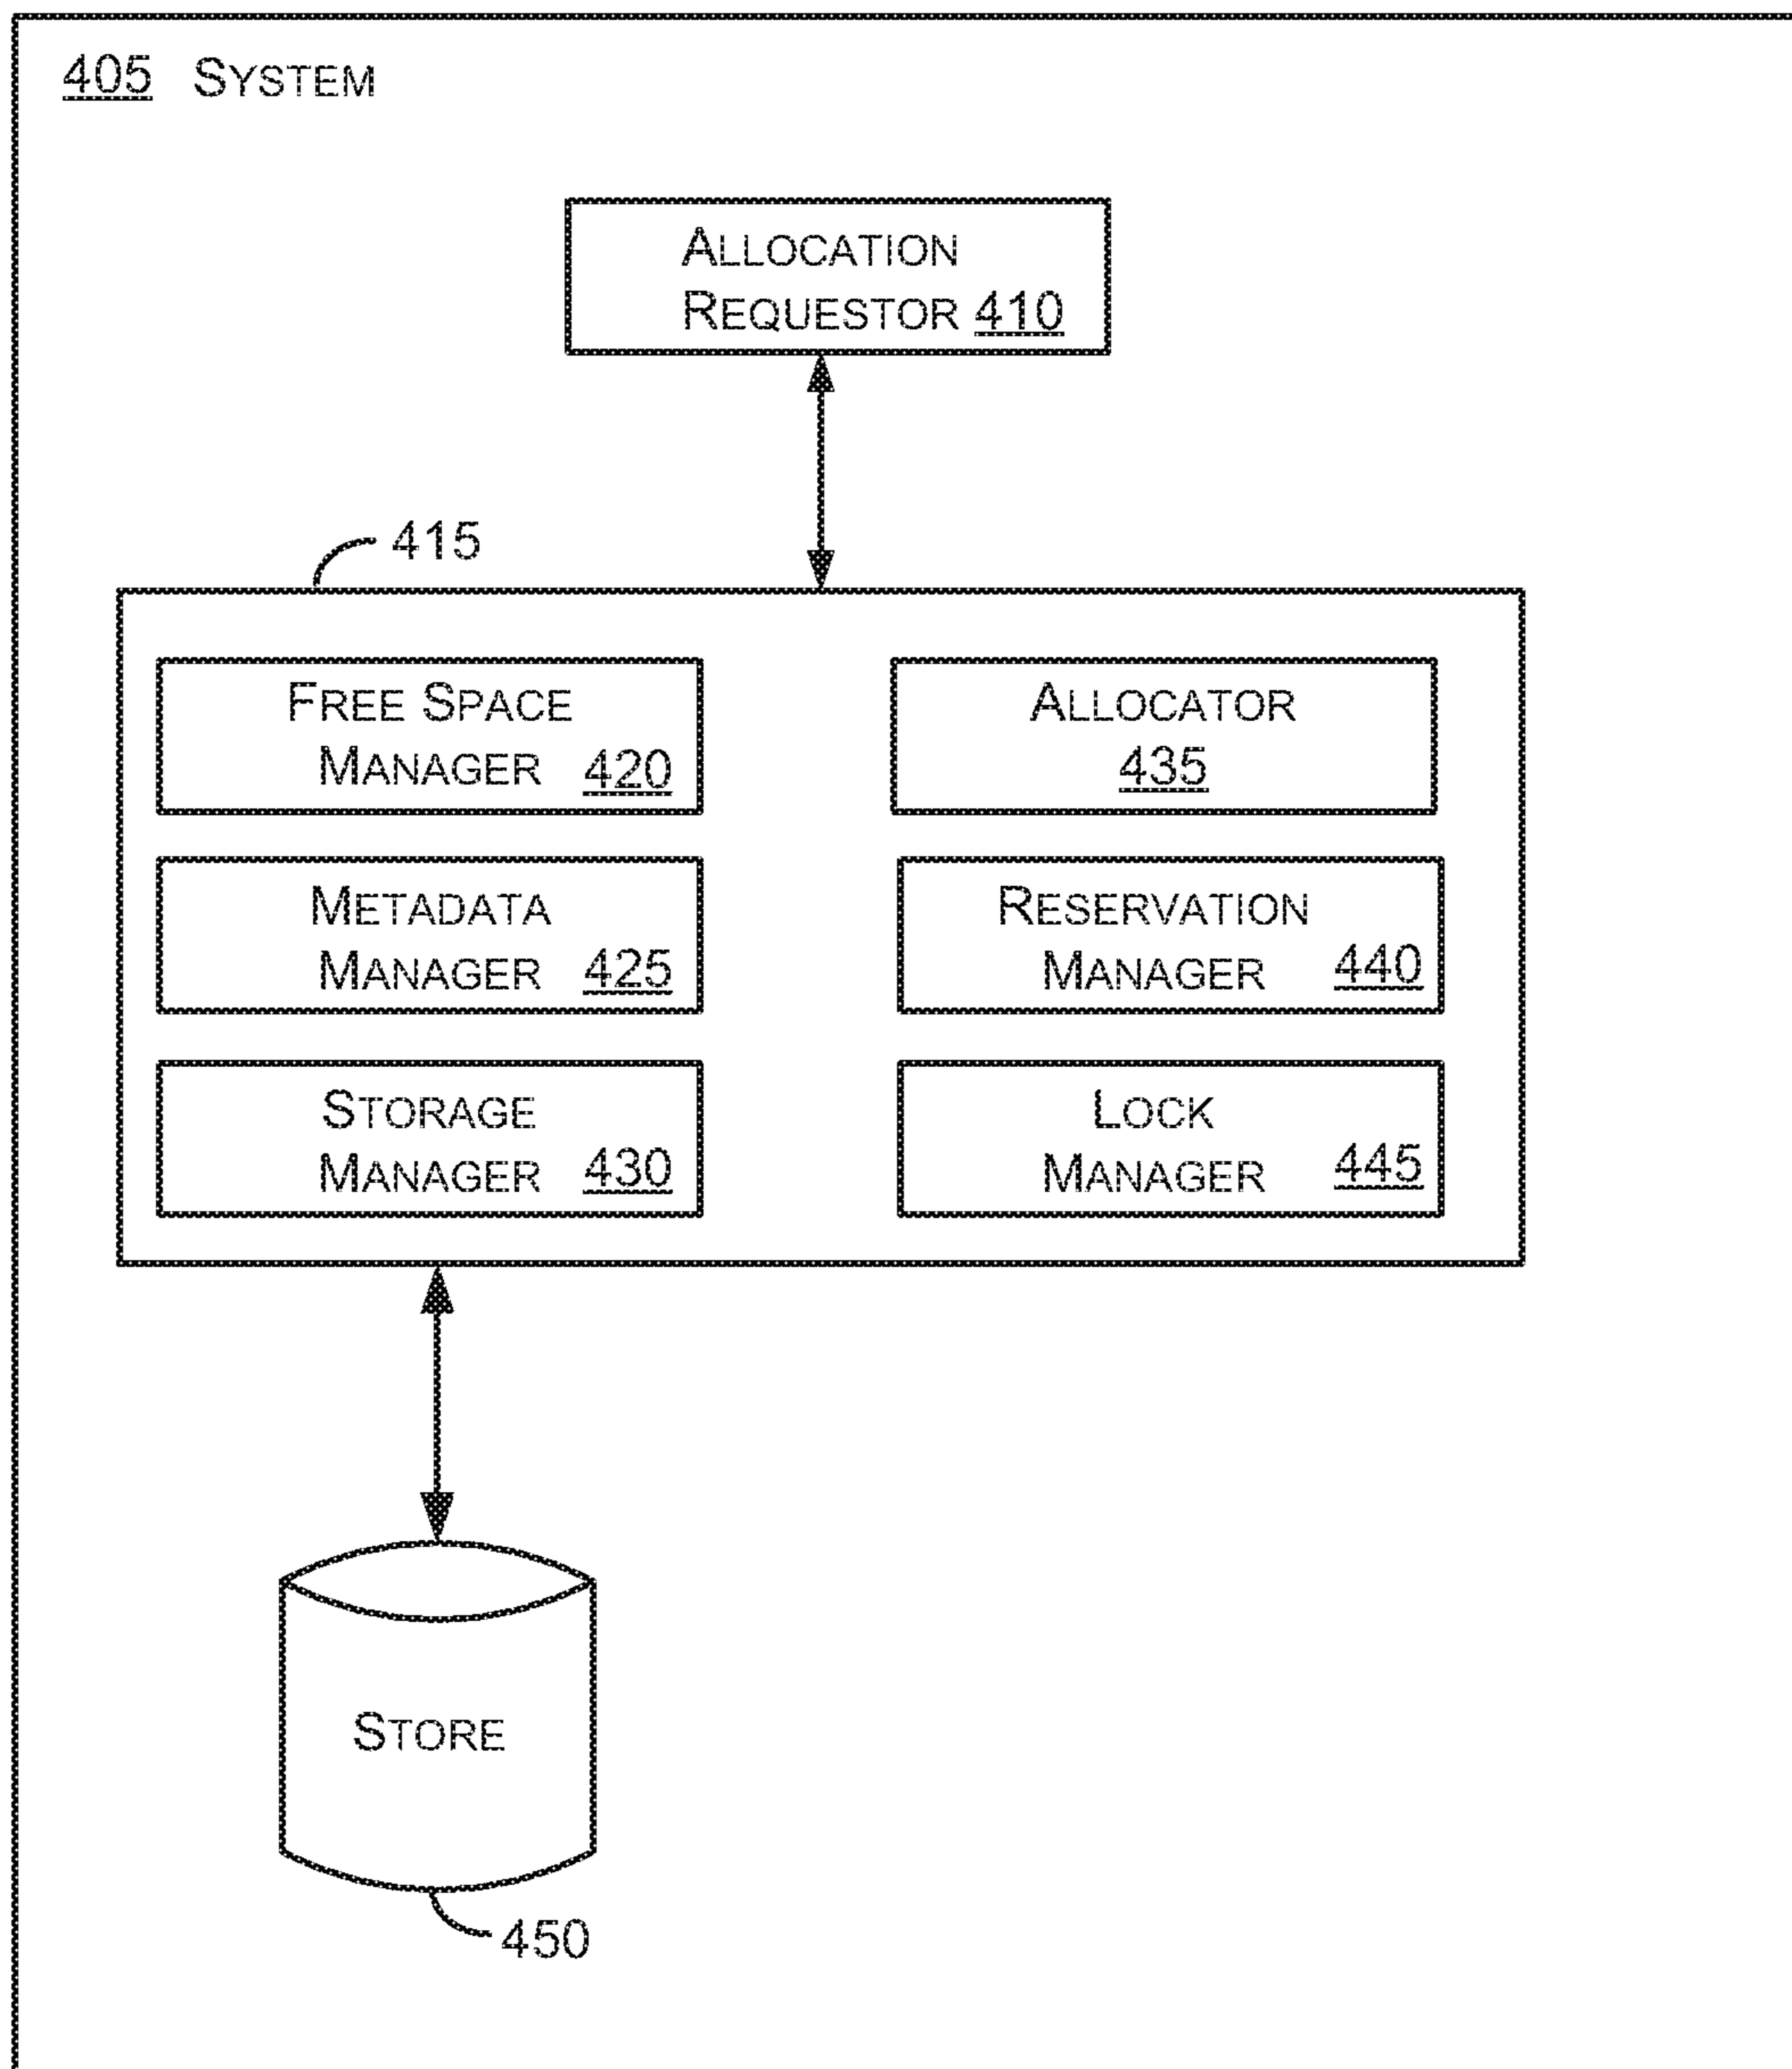 405 SYSTEM
ALLOCATION
REQUESTOR 410
415
FREE SPACE
MANAGER 420
ALLOCATOR
435
METADATA
MANAGER 425
RESERVATION
MANAGER 440
STORAGE
MANAGER 430
LOCK
MANAGER 445
STORE
450